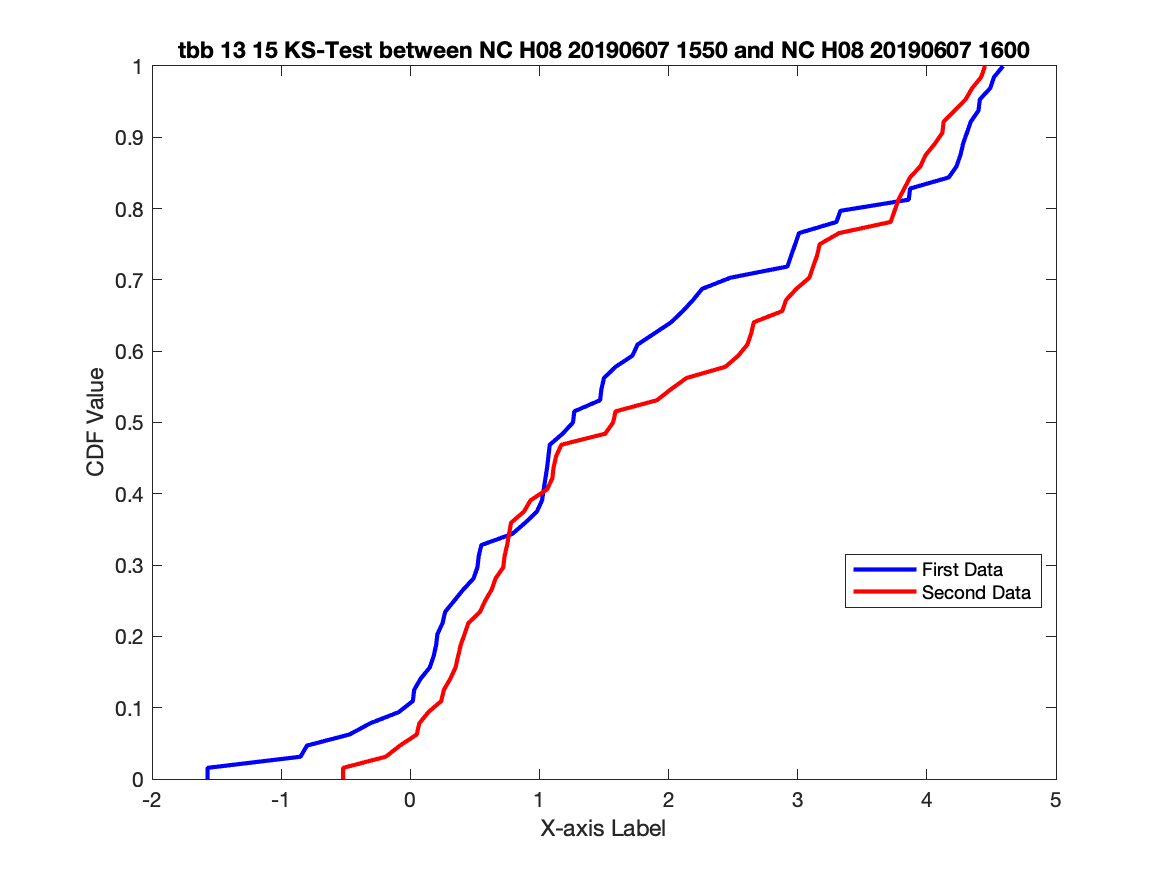 tbb 13 15 KS-Test between NC H08 20190607 1550 and NC H08 20190607 1600
1
0.9
0.8
0.7
0.6
0.5
0.4
0.3
0.2
0.1
0
CDF Value
First Data
Second Data
-2 -1 0 1 2 3 4 5
X-axis Label